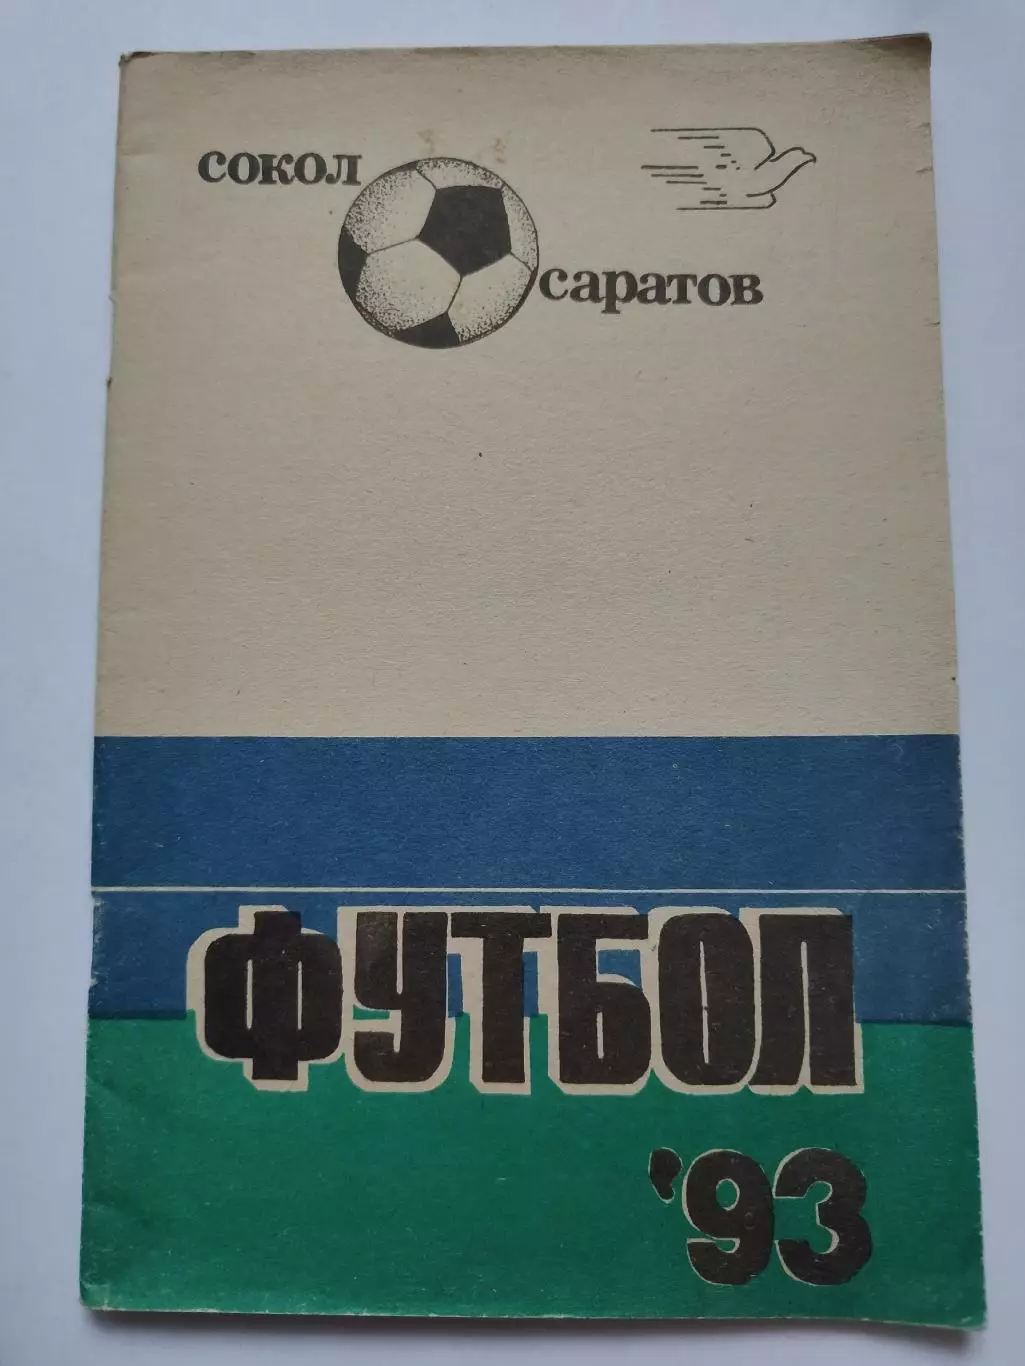 сокол
саратов
ФУТБОЛ
'93